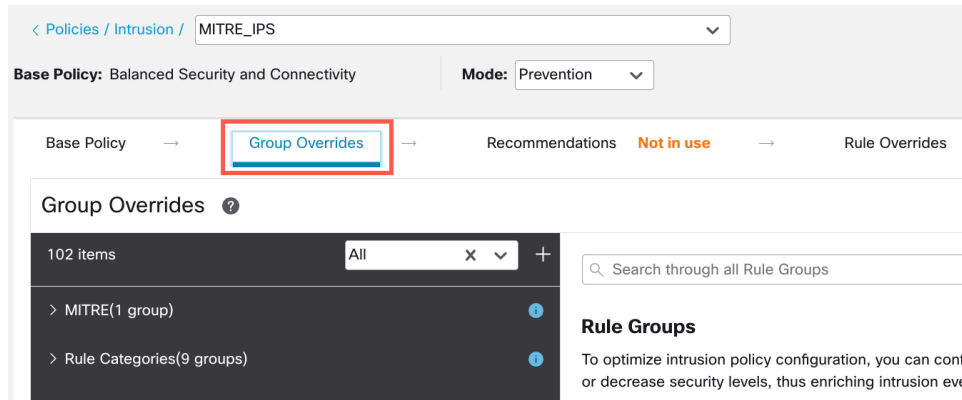 < Policies / Intrusion / MITRE_IPS
Base Policy: Balanced Security and Connectivity Mode: Prevention
Base Policy → Group Overrides → Recommendations Not in use → Rule Overrides
Group Overrides ?
102 items All X +
> MITRE(1 group) i
> Rule Categories(9 groups) i
Search through all Rule Groups
Rule Groups
To optimize intrusion policy configuration, you can
or decrease security levels, thus enriching intrusion